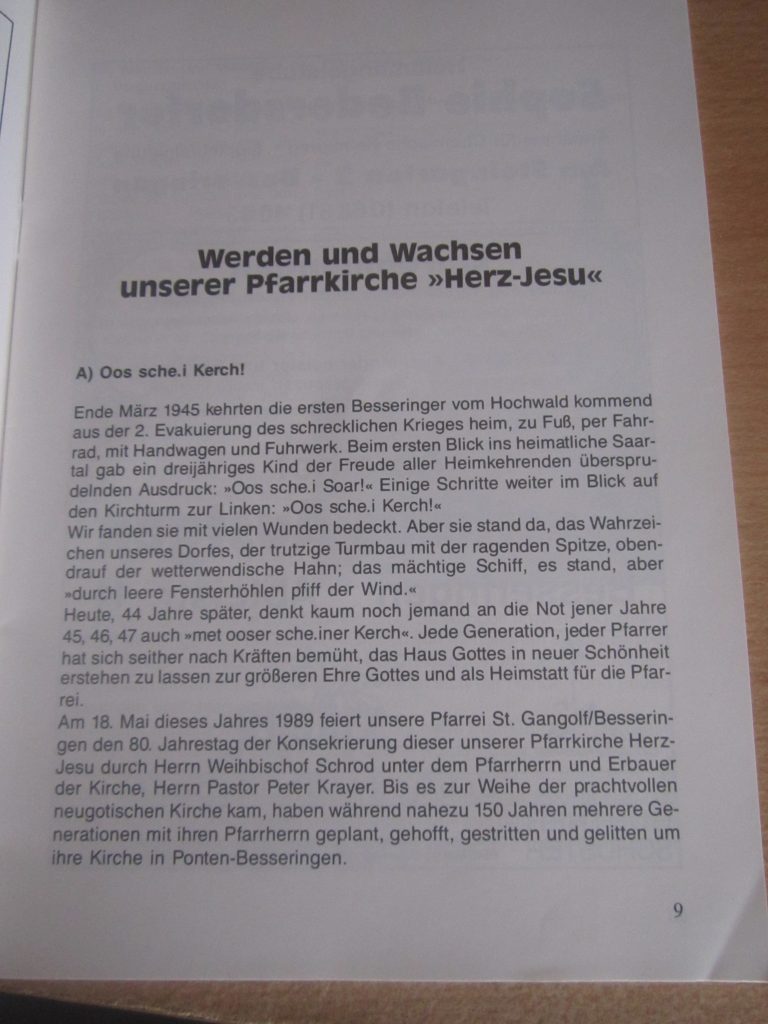 Werden und Wachsen
unserer Pfarrkirche »Herz-Jesu«
A) Oos sche.i Kerch!
Ende März 1945 kehrten die ersten Besseringer vom Hochwald kommend
aus der 2. Evakuierung des schrecklichen Krieges heim, zu Fuß, per Fahr-
rad, mit Handwagen und Fuhrwerk. Beim ersten Blick ins heimatliche Saar-
tal gab ein dreijähriges Kind der Freude aller Heimkehrenden überspru-
delnden Ausdruck: »Oos sche.i Soar!« Einige Schritte weiter im Blick auf
den Kirchturm zur Linken: »Oos sche.i Kerch!«
Wir fanden sie mit vielen Wunden bedeckt. Aber sie stand da, das Wahrzei-
chen unseres Dorfes, der trutzige Turmbau mit der ragenden Spitze, oben-
drauf der wetterwendische Hahn; das mächtige Schiff, es stand, aber
»durch leere Fensterhöhlen pfiff der Wind.«
Heute, 44 Jahre später, denkt kaum noch jemand an die Not jener Jahre
45, 46, 47 auch »met ooser sche.iner Kerch«. Jede Generation, jeder Pfarrer
hat sich seither nach Kräften bemüht, das Haus Gottes in neuer Schönheit
erstehen zu lassen zur größeren Ehre Gottes und als Heimstatt für die Pfar-
rei.
Am 18. Mai dieses Jahres 1989 feiert unsere Pfarrei St. Gangolf/Besserin-
gen den 80. Jahrestag der Konsekrierung dieser unserer Pfarrkirche Herz-
Jesu durch Herrn Weihbischof Schrod unter dem Pfarrherrn und Erbauer
der Kirche, Herrn Pastor Peter Krayer. Bis es zur Weihe der prachtvollen
neugotischen Kirche kam, haben während nahezu 150 Jahren mehrere Ge-
nerationen mit ihren Pfarrherrn geplant, gehofft, gestritten und gelitten um
ihre Kirche in Ponten-Besseringen.
9